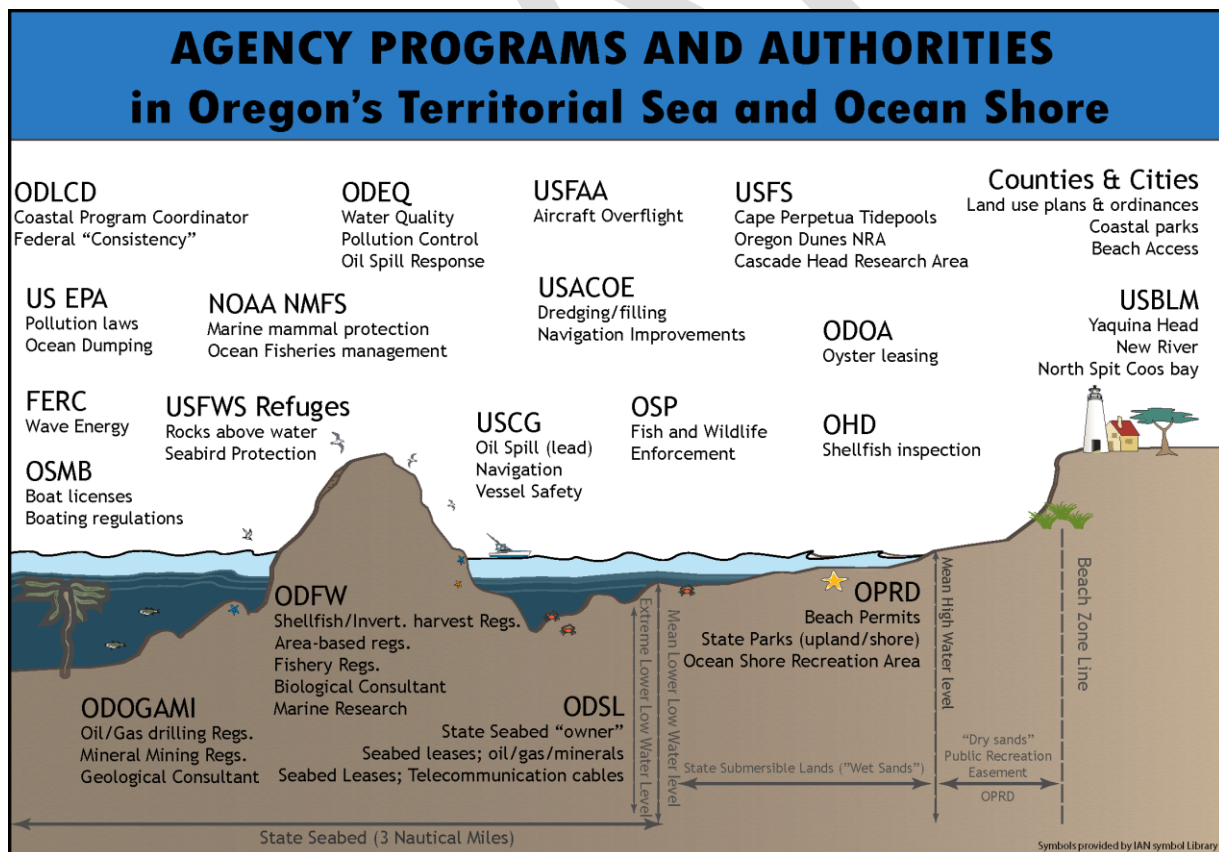 AGENCY PROGRAMS AND AUTHORITIES
in Oregon's Territorial Sea and Ocean Shore
ODLCD
Coastal Program Coordinator
Federal “Consistency”
ODEQ
Water Quality
Pollution Control
Oil Spill Response
USFAA
Aircraft Overflight
USFS
Cape Perpetua Tidepools
Oregon Dunes NRA
Cascade Head Research Area
Counties & Cities
Land use plans & ordinances
Coastal parks
Beach Access
US EPA
Pollution laws
Ocean Dumping
NOAA NMFS
Marine mammal protection
Ocean Fisheries management
USACOE
Dredging/filling
Navigation Improvements
ODOA
Oyster leasing
USBLM
Yaquina Head
New River
North Spit Coos bay
FERC
Wave Energy
USFWS Refuges
Rocks above water
Seabird Protection
USCG
Oil Spill (lead)
Navigation
Vessel Safety
OSP
Fish and Wildlife
Enforcement
OHD
Shellfish inspection
OSMB
Boat licenses
Boating regulations
ODFW
Shellfish/Invert. harvest Regs.
Area-based regs.
Fishery Regs.
Biological Consultant
Marine Research
OPRD
Beach Permits
State Parks (upland/shore)
Ocean Shore Recreation Area
ODOGAMI
Oil/Gas drilling Regs.
Mineral Mining Regs.
Geological Consultant
ODSL
State Seabed “owner”
Seabed leases; oil/gas/minerals
Seabed Leases; Telecommunication cables
Extreme Lower Low Water Level
Mean Lower Low Water level
Mean High Water level
Beach Zone Line
State Submersible Lands (”Wet Sands”)
“Dry sands”
Public Recreation
Easement
OPRD
State Seabed (3 Nautical Miles)
Symbols provided by IAN symbol Library